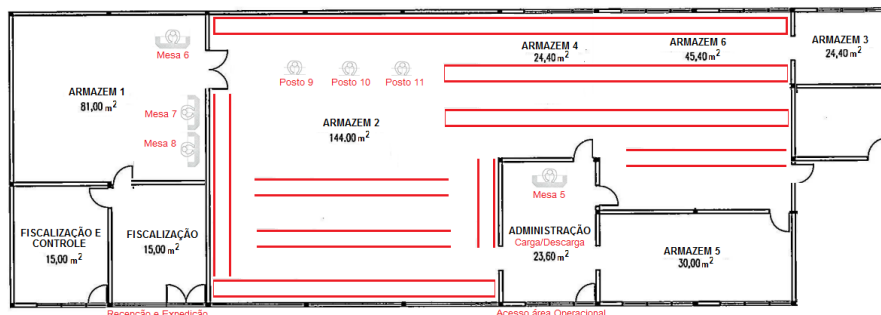 Mesa 6
ARMAZEM 1
81,00 m2
Mesa 7
Mesa 8
Posto 9
Posto 10
Posto 11
ARMAZEM 2
144.00 m2
ARMAZEM 4
24,40 m2
ARMAZEM 6
45,40 m2
ARMAZEM 3
24,40 m2
Mesa 5
FISCALIZAÇÃO E
CONTROLE
15,00 m2
FISCALIZAÇÃO
15,00 m2
ADMINISTRAÇÃO
Carga/Descarga
23,60 m2
ARMAZEM 5
30,00 m2
Recepção e Expedição
Acesso área Operacional